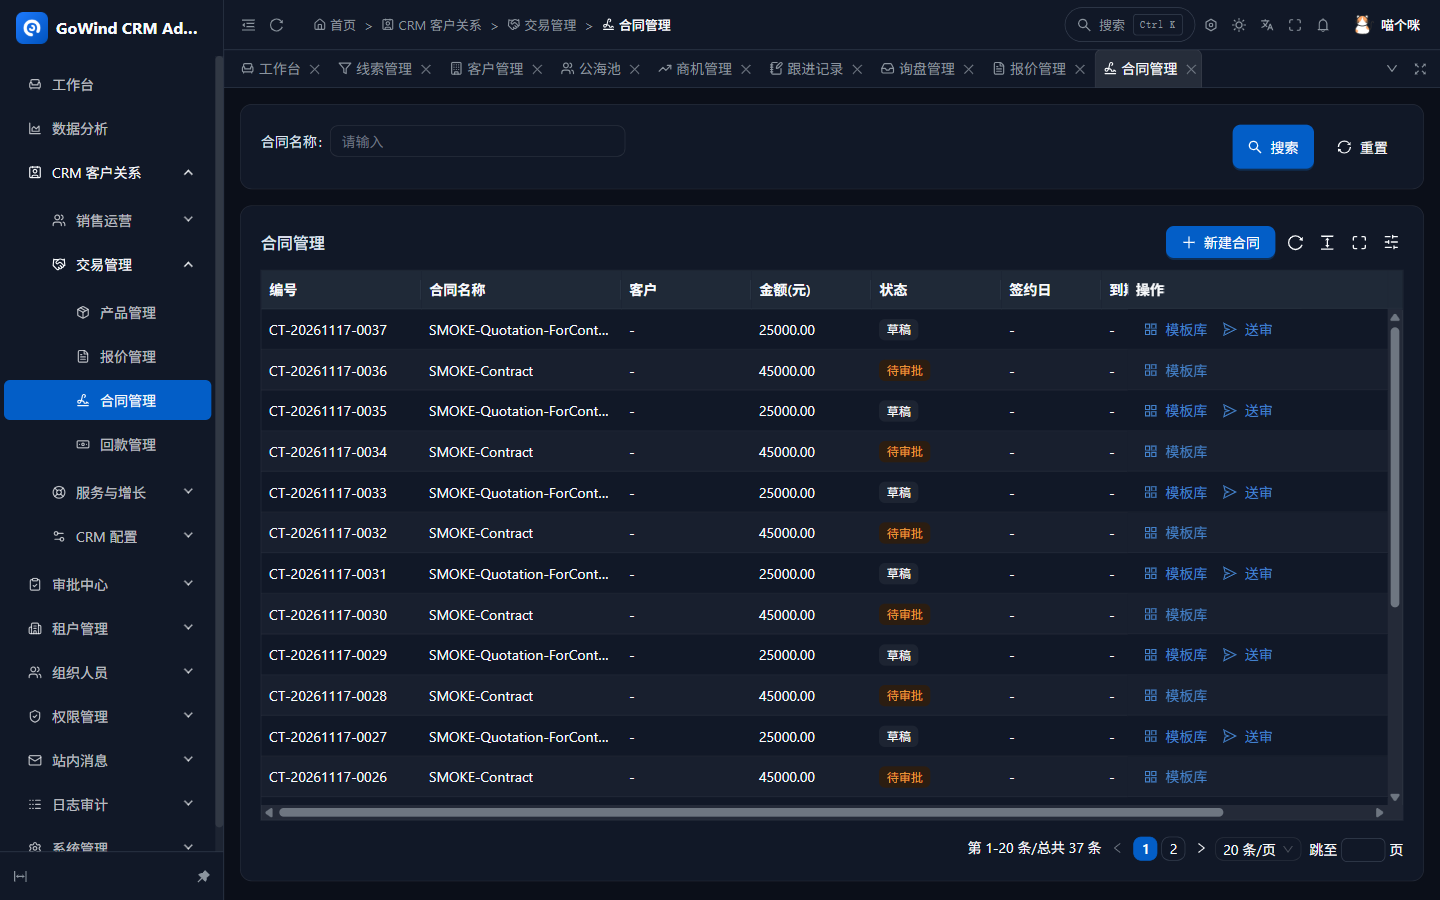 GoWind CRM Ad...
首页 > CRM 客户关系 > 交易管理 > 合同管理
搜索 Ctrl K
喵个咪
工作台
数据分析
CRM 客户关系
销售运营
交易管理
产品管理
报价管理
合同管理
回款管理
服务与增长
CRM 配置
审批中心
租户管理
组织人员
权限管理
站内消息
日志审计
系统管理
工作台 线索管理 客户管理 公海池 商机管理 跟进记录 询盘管理 报价管理 合同管理
合同名称: 请输入 搜索 重置
合同管理 新建合同
编号 合同名称 客户 金额(元) 状态 签约日 到 操作
CT-20261117-0037 SMOKE-Quotation-ForCont... - 25000.00 草稿 - - 模板库 送审
CT-20261117-0036 SMOKE-Contract - 45000.00 待审批 - - 模板库
CT-20261117-0035 SMOKE-Quotation-ForCont... - 25000.00 草稿 - - 模板库 送审
CT-20261117-0034 SMOKE-Contract - 45000.00 待审批 - - 模板库
CT-20261117-0033 SMOKE-Quotation-ForCont... - 25000.00 草稿 - - 模板库 送审
CT-20261117-0032 SMOKE-Contract - 45000.00 待审批 - - 模板库
CT-20261117-0031 SMOKE-Quotation-ForCont... - 25000.00 草稿 - - 模板库 送审
CT-20261117-0030 SMOKE-Contract - 45000.00 待审批 - - 模板库
CT-20261117-0029 SMOKE-Quotation-ForCont... - 25000.00 草稿 - - 模板库 送审
CT-20261117-0028 SMOKE-Contract - 45000.00 待审批 - - 模板库
CT-20261117-0027 SMOKE-Quotation-ForCont... - 25000.00 草稿 - - 模板库 送审
CT-20261117-0026 SMOKE-Contract - 45000.00 待审批 - - 模板库
第 1-20 条/总共 37 条 1 2 20 条/页 跳至 页